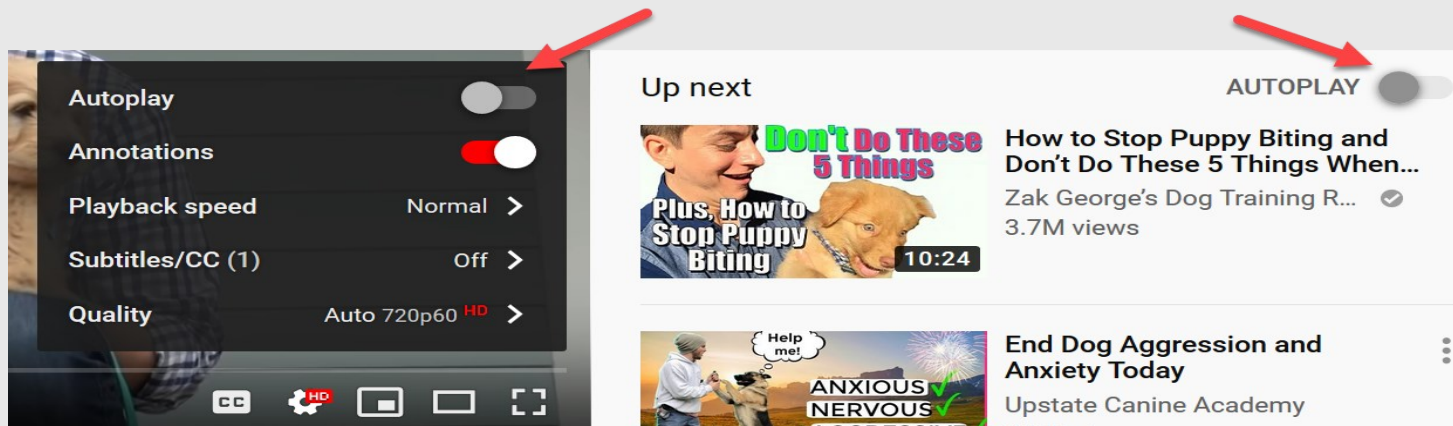 Autoplay
Annotations
Playback speed Normal
Subtitles/CC (1) Off
Quality Auto 720p60 HD
CC HD
Up next AUTOPLAY
Don't Do These
5 Things
Plus, How to
Stop Puppy
Biting
10:24
How to Stop Puppy Biting and
Don't Do These 5 Things When...
Zak George's Dog Training R...
3.7M views
Help
me!
ANXIOUS
NERVOUS
End Dog Aggression and
Anxiety Today
Upstate Canine Academy